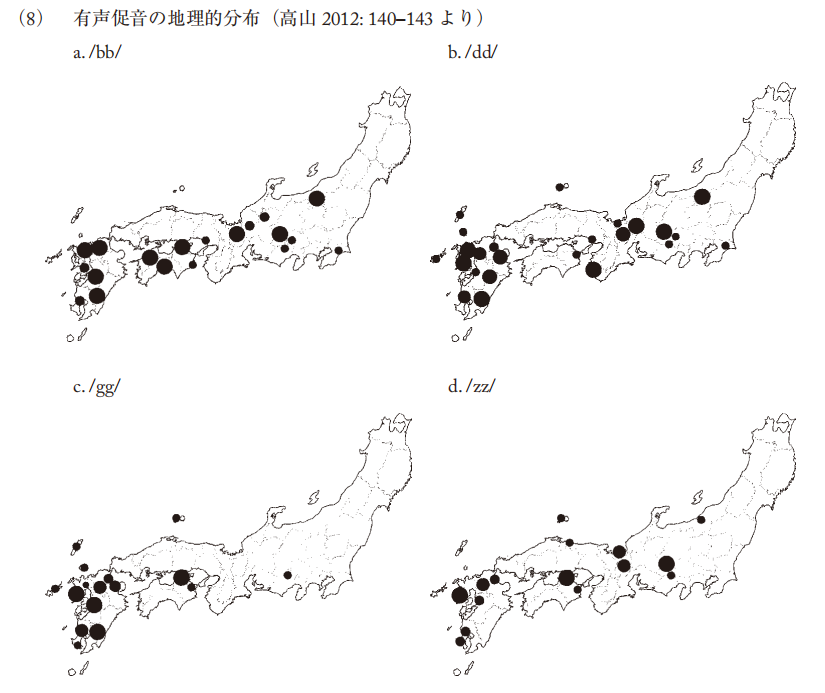 (8) 有声促音の地理的分布（高山 2012: 140–143 より）
a. /bb/ b. /dd/
c. /gg/ d. /zz/